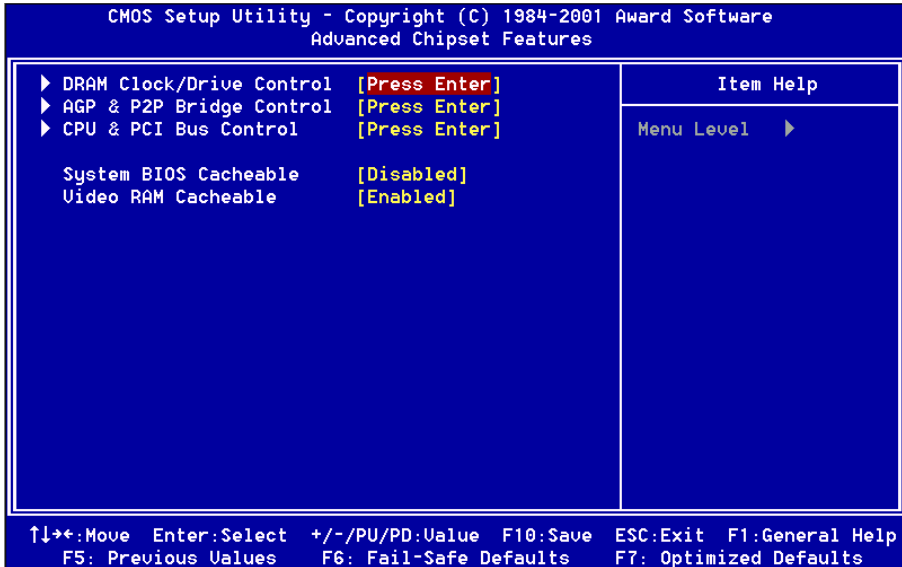 CMOS Setup Utility - Copyright (C) 1984-2001 Award Software
Advanced Chipset Features
DRAM Clock/Drive Control [Press Enter]
AGP & P2P Bridge Control [Press Enter]
CPU & PCI Bus Control [Press Enter]
System BIOS Cacheable [Disabled]
Video RAM Cacheable [Enabled]
Item Help
Menu Level
↑↓→←:Move Enter:Select +/-/PU/PD:Value F10:Save ESC:Exit F1:General Help
F5: Previous Values F6: Fail-Safe Defaults F7: Optimized Defaults